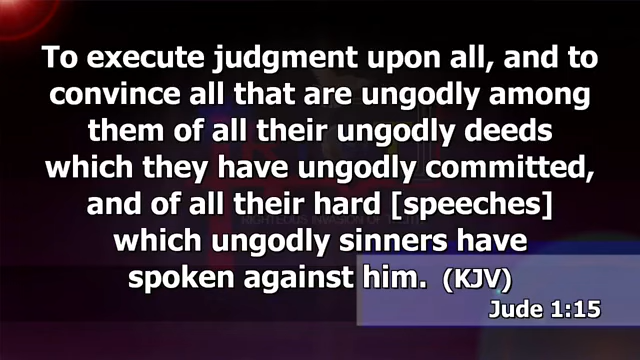 To execute judgment upon all, and to
convince all that are ungodly among
them of all their ungodly deeds
which they have ungodly committed,
and of all their hard [speeches]
which ungodly sinners have
spoken against him. (KJV)
Jude 1:15